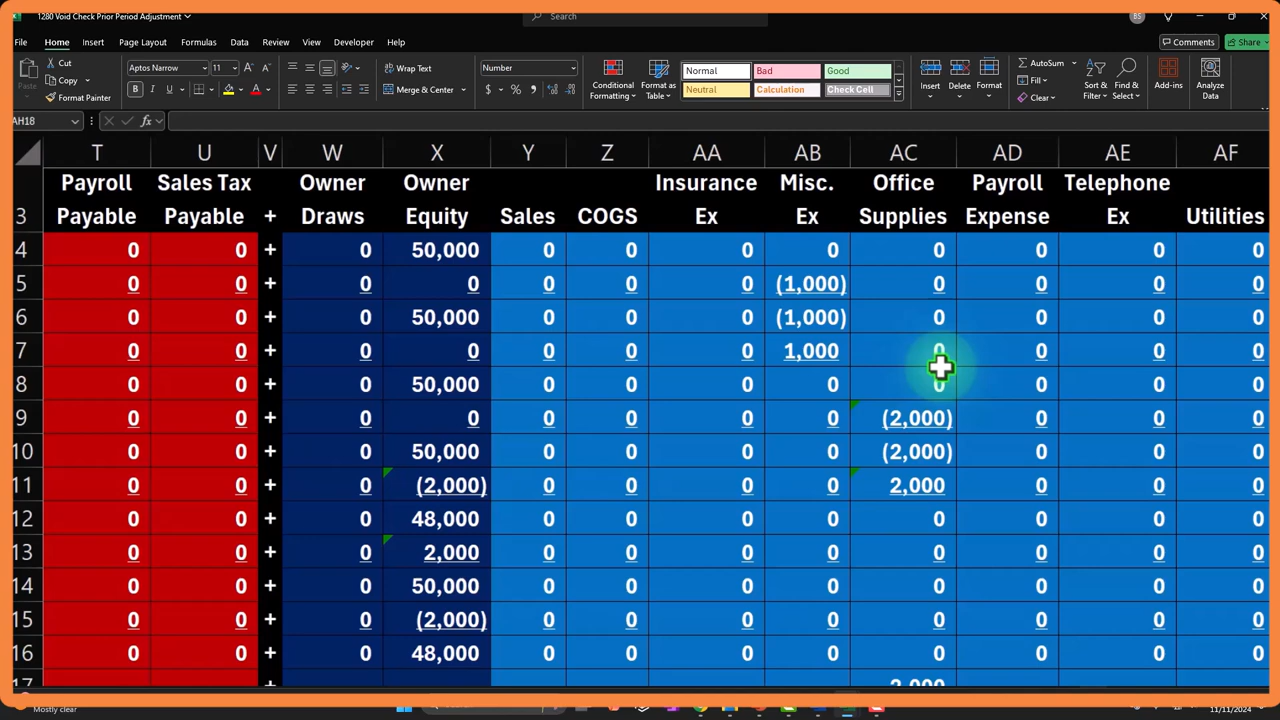 1280 Void Check Prior Period Adjustment
Search
BS
File Home Insert Page Layout Formulas Data Review View Developer Help
Comments Share
Paste
Cut
Copy
Format Painter
Aptos Narrow 11
B I U
Wrap Text
Merge & Center
Number
$ % 9
Conditional Formatting
Format as Table
Normal Bad Good
Neutral Calculation Check Cell
Insert Delete Format
AutoSum
Fill
Clear
Sort & Filter
Find & Select
Add-ins
Analyze Data
AH18 fx
T U V W X Y Z AA AB AC AD AE AF
Payroll Sales Tax Owner Owner Insurance Misc. Office Payroll Telephone
3 Payable Payable + Draws Equity Sales COGS Ex Ex Supplies Expense Ex Utilities
4 0 0 + 0 50,000 0 0 0 0 0 0 0 0
5 0 0 + 0 0 0 0 0 (1,000) 0 0 0 0
6 0 0 + 0 50,000 0 0 0 (1,000) 0 0 0 0
7 0 0 + 0 0 0 0 0 1,000 0 0 0 0
8 0 0 + 0 50,000 0 0 0 0 0 0 0 0
9 0 0 + 0 0 0 0 0 0 (2,000) 0 0 0
10 0 0 + 0 50,000 0 0 0 0 (2,000) 0 0 0
11 0 0 + 0 (2,000) 0 0 0 0 2,000 0 0 0
12 0 0 + 0 48,000 0 0 0 0 0 0 0 0
13 0 0 + 0 2,000 0 0 0 0 0 0 0 0
14 0 0 + 0 50,000 0 0 0 0 0 0 0 0
15 0 0 + 0 (2,000) 0 0 0 0 0 0 0 0
16 0 0 + 0 48,000 0 0 0 0 0 0 0 0
17 + 2,000
Mostly clear
Search
11/11/2024